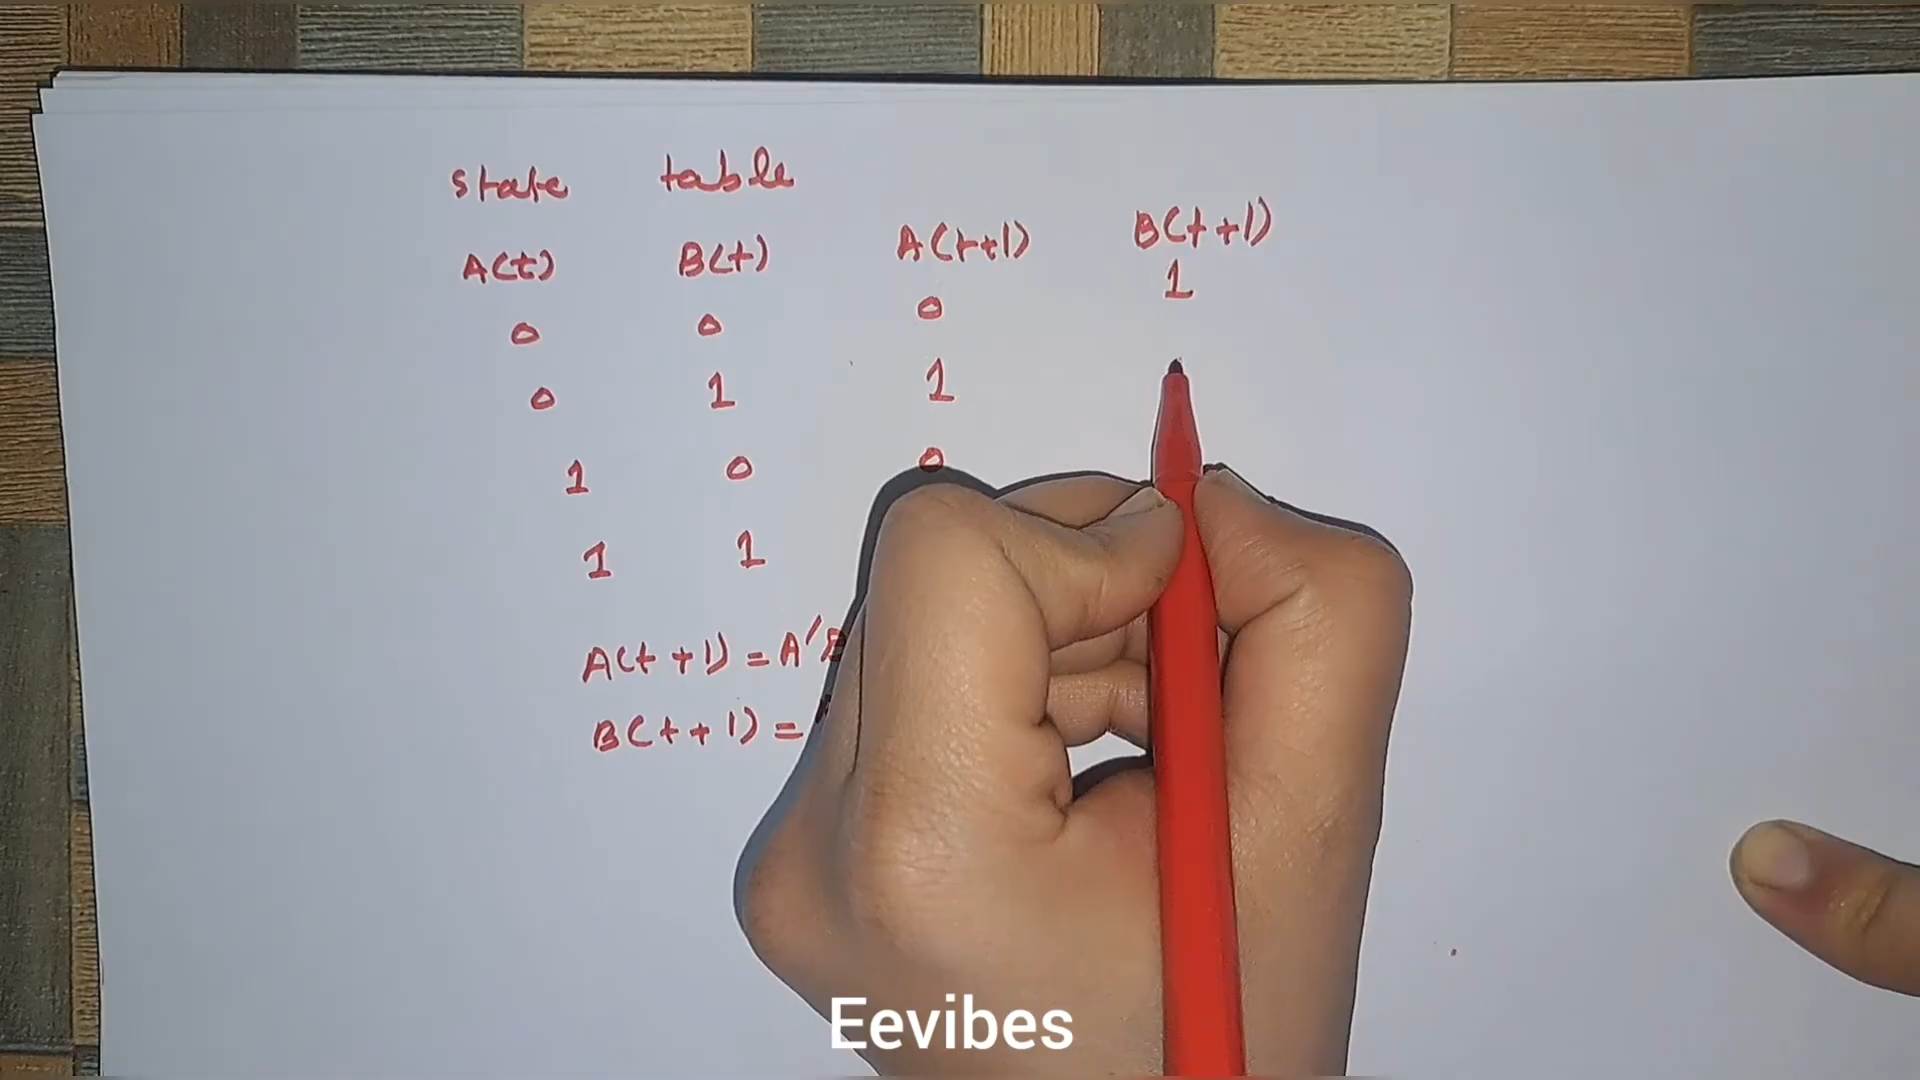 state table
A(t) B(t) A(t+1) B(t+1)
0 0 0 1
0 1 1
1 0 0
1 1
A(t+1) = A'B
B(t+1) =
Eevibes